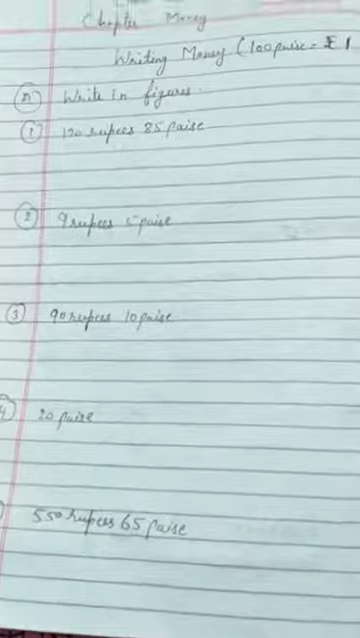 Chapter Money
Writing Money (100 paise = ₹ 1
(A) Write in figures.
(1) 120 rupees 85 paise
(2) 9 rupees 5 paise
(3) 90 rupees 10 paise
4) 20 paise
) 550 rupees 65 paise